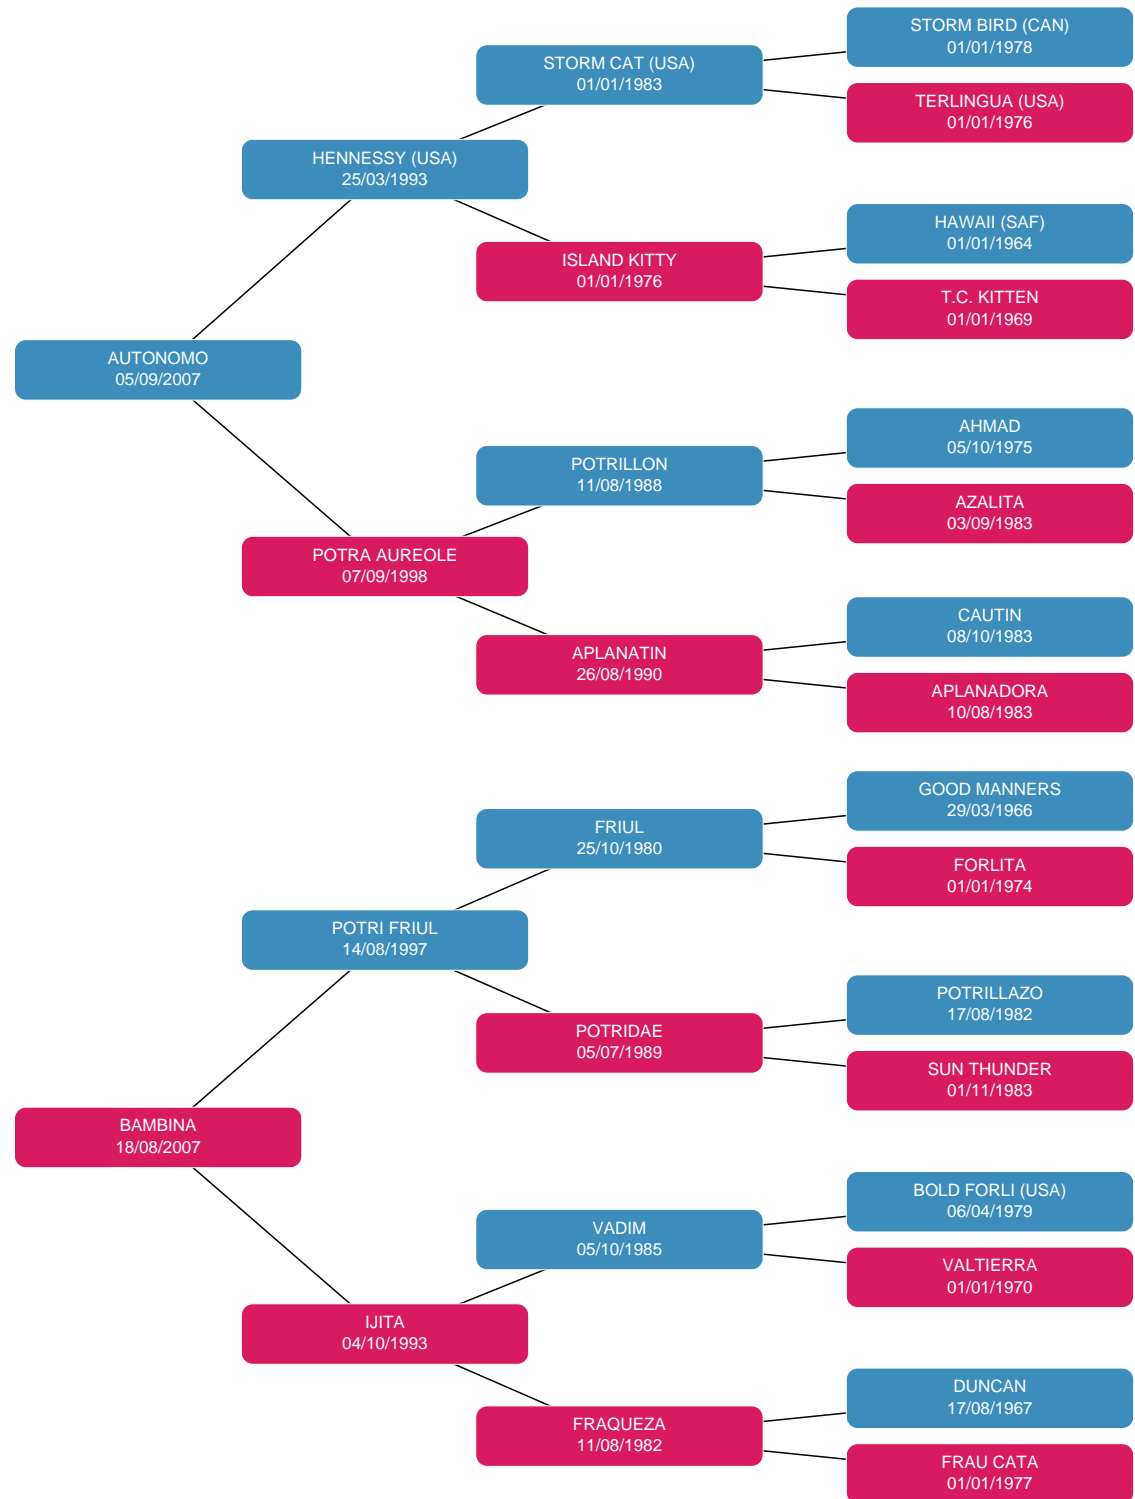 STORM BIRD (CAN)
01/01/1978
STORM CAT (USA)
01/01/1983
TERLINGUA (USA)
01/01/1976
HENNESSY (USA)
25/03/1993
HAWAII (SAF)
01/01/1964
ISLAND KITTY
01/01/1976
T.C. KITTEN
01/01/1969
AUTONOMO
05/09/2007
AHMAD
05/10/1975
POTRILLON
11/08/1988
AZALITA
03/09/1983
POTRA AUREOLE
07/09/1998
CAUTIN
08/10/1983
APLANATIN
26/08/1990
APLANADORA
10/08/1983
GOOD MANNERS
29/03/1966
FRIUL
25/10/1980
FORLITA
01/01/1974
POTRI FRIUL
14/08/1997
POTRILLAZO
17/08/1982
POTRIDAE
05/07/1989
SUN THUNDER
01/11/1983
BAMBINA
18/08/2007
BOLD FORLI (USA)
06/04/1979
VADIM
05/10/1985
VALTIERRA
01/01/1970
IJITA
04/10/1993
DUNCAN
17/08/1967
FRAQUEZA
11/08/1982
FRAU CATA
01/01/1977